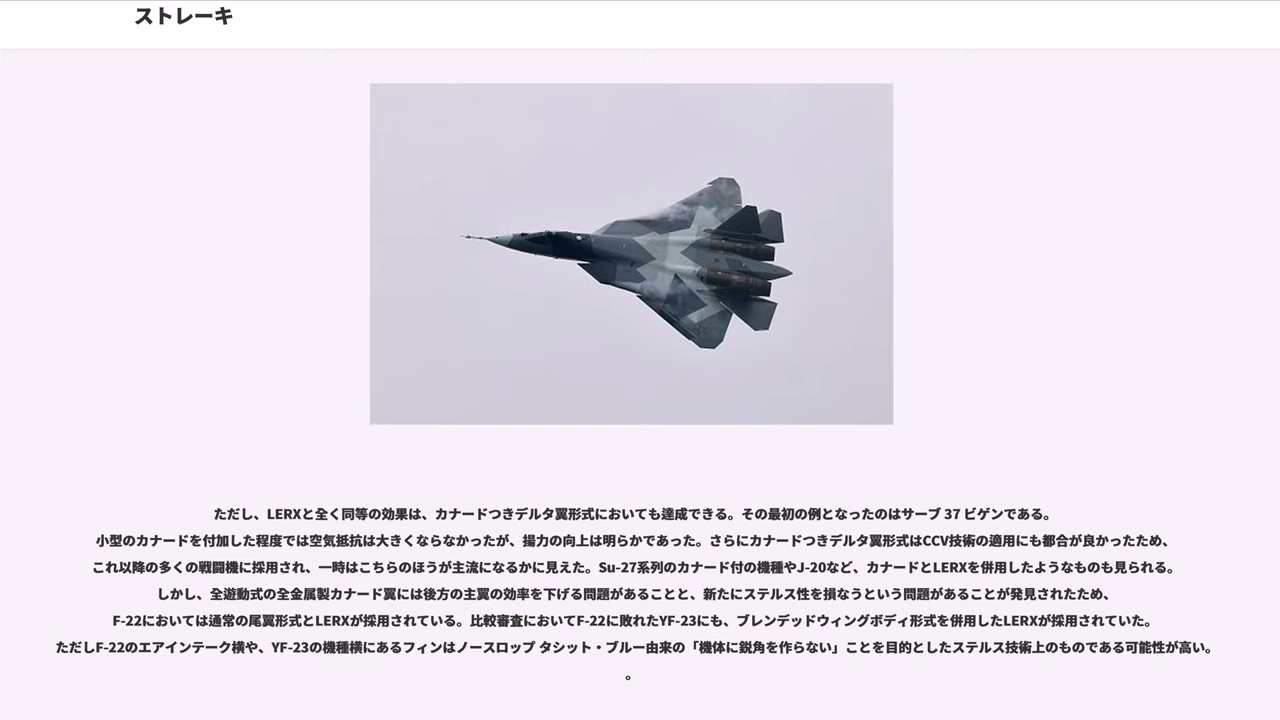 ストレーキ
ただし、LERXと全く同等の効果は、カナードつきデルタ翼形式においても達成できる。その最初の例となったのはサーブ 37 ビゲンである。
小型のカナードを付加した程度では空気抵抗は大きくならなかったが、揚力の向上は明らかであった。さらにカナードつきデルタ翼形式はCCV技術の適用にも都合が良かったため、
これ以降の多くの戦闘機に採用され、一時はこちらのほうが主流になるかに見えた。Su-27系列のカナード付の機種やJ-20など、カナードとLERXを併用したようなものも見られる。
しかし、全遊動式の全金属製カナード翼には後方の主翼の効率を下げる問題があることと、新たにステルス性を損なうという問題があることが発見されたため、
F-22においては通常の尾翼形式とLERXが採用されている。比較審査においてF-22に敗れたYF-23にも、ブレンデッドウィングボディ形式を併用したLERXが採用されていた。
ただしF-22のエアインテーク横や、YF-23の機種横にあるフィンはノースロップ タシット・ブルー由来の「機体に鋭角を作らない」ことを目的としたステルス技術上のものである可能性が高い。
。